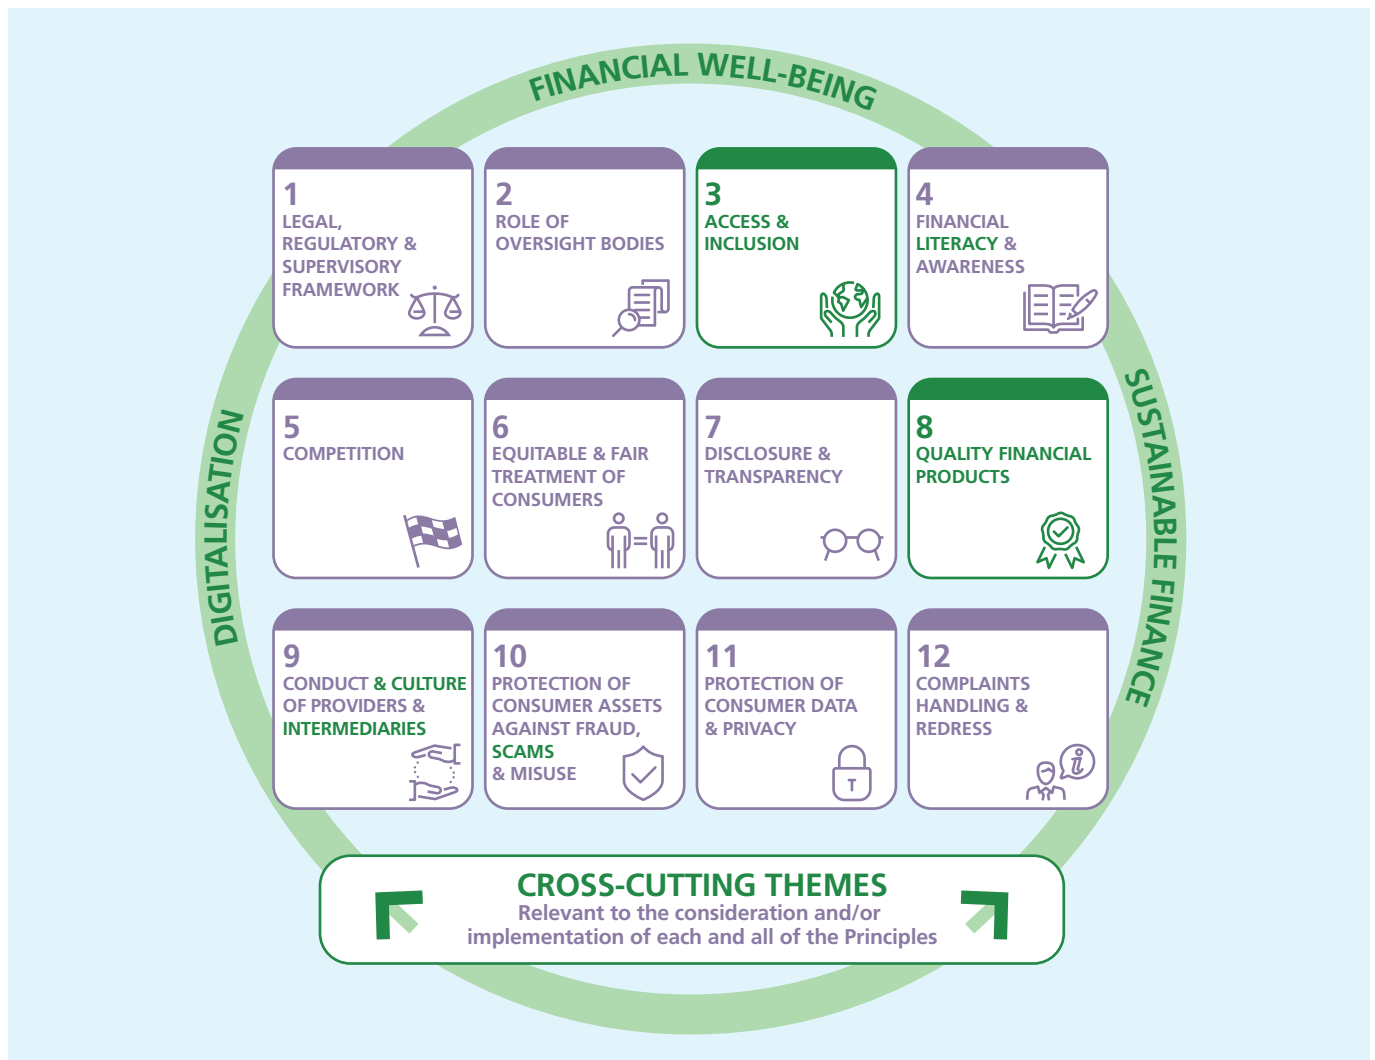 FINANCIAL WELL-BEING
DIGITALISATION
SUSTAINABLE FINANCE
1
LEGAL,
REGULATORY &
SUPERVISORY
FRAMEWORK
2
ROLE OF
OVERSIGHT BODIES
3
ACCESS &
INCLUSION
4
FINANCIAL
LITERACY &
AWARENESS
5
COMPETITION
6
EQUITABLE & FAIR
TREATMENT OF
CONSUMERS
7
DISCLOSURE &
TRANSPARENCY
8
QUALITY FINANCIAL
PRODUCTS
9
CONDUCT & CULTURE
OF PROVIDERS &
INTERMEDIARIES
10
PROTECTION OF
CONSUMER ASSETS
AGAINST FRAUD,
SCAMS
& MISUSE
11
PROTECTION OF
CONSUMER DATA
& PRIVACY
12
COMPLAINTS
HANDLING &
REDRESS
i
CROSS-CUTTING THEMES
Relevant to the consideration and/or
implementation of each and all of the Principles